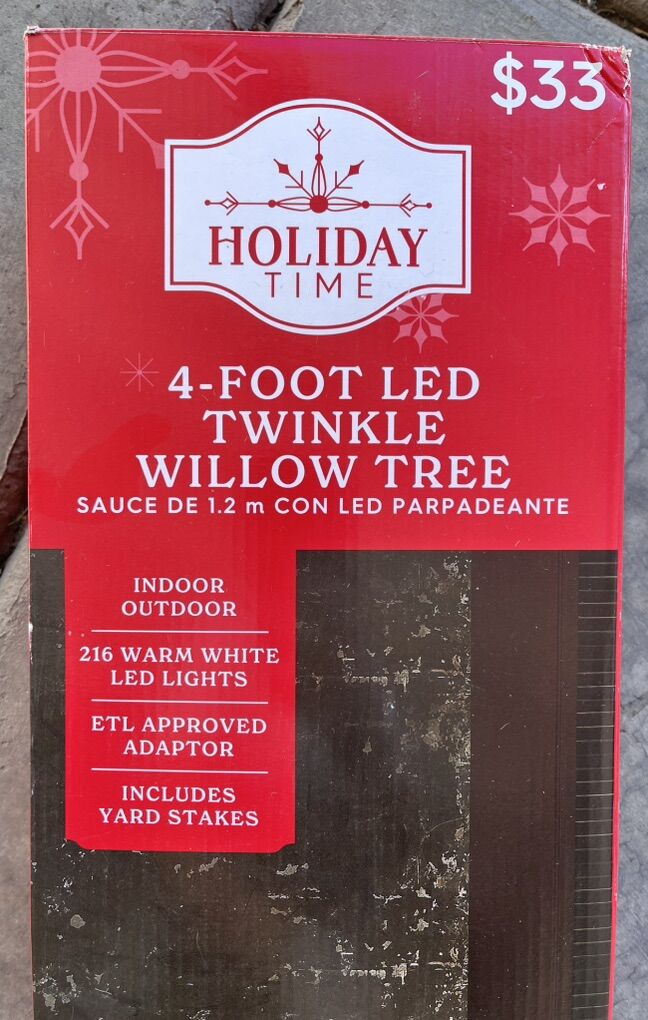 $33
HOLIDAY
TIME
4-FOOT LED
TWINKLE
WILLOW TREE
SAUCE DE 1.2 m CON LED PARPADEANTE
INDOOR
OUTDOOR
216 WARM WHITE
LED LIGHTS
ETL APPROVED
ADAPTOR
INCLUDES
YARD STAKES